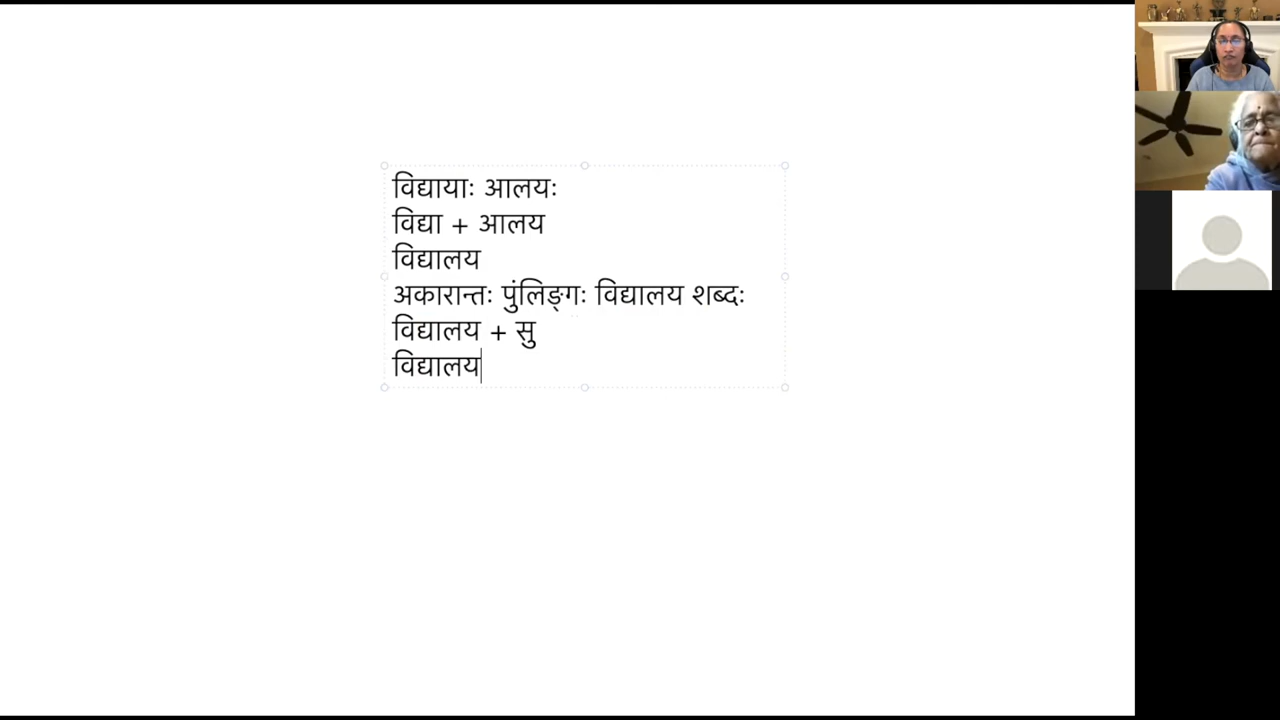 विद्यायाः आलयः
विद्या + आलय
विद्यालय
अकारान्तः पुंलिङ्गः विद्यालय शब्दः
विद्यालय + सु
विद्यालय